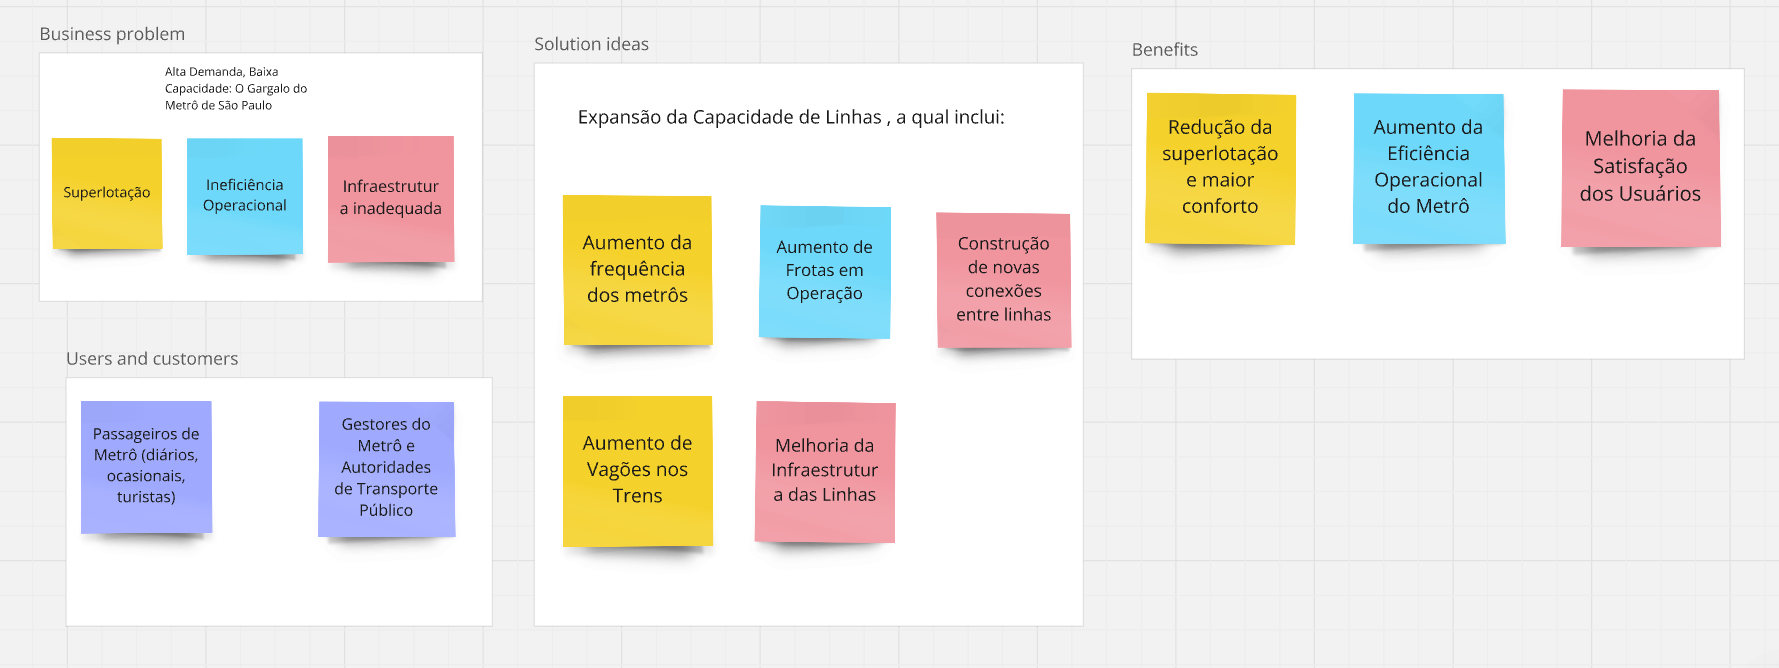 Business problem
Alta Demanda, Baixa
Capacidade: O Gargalo do
Metrô de São Paulo
Superlotação
Ineficiência
Operacional
Infraestrutur
a inadequada
Users and customers
Passageiros de
Metrô (diários,
ocasionais,
turistas)
Gestores do
Metrô e
Autoridades
de Transporte
Público
Solution ideas
Expansão da Capacidade de Linhas , a qual inclui:
Aumento da
frequência
dos metrôs
Aumento de
Frotas em
Operação
Construção
de novas
conexões
entre linhas
Aumento de
Vagões nos
Trens
Melhoria da
Infraestrutur
a das Linhas
Benefits
Redução da
superlotação
e maior
conforto
Aumento da
Eficiência
Operacional
do Metrô
Melhoria da
Satisfação
dos Usuários